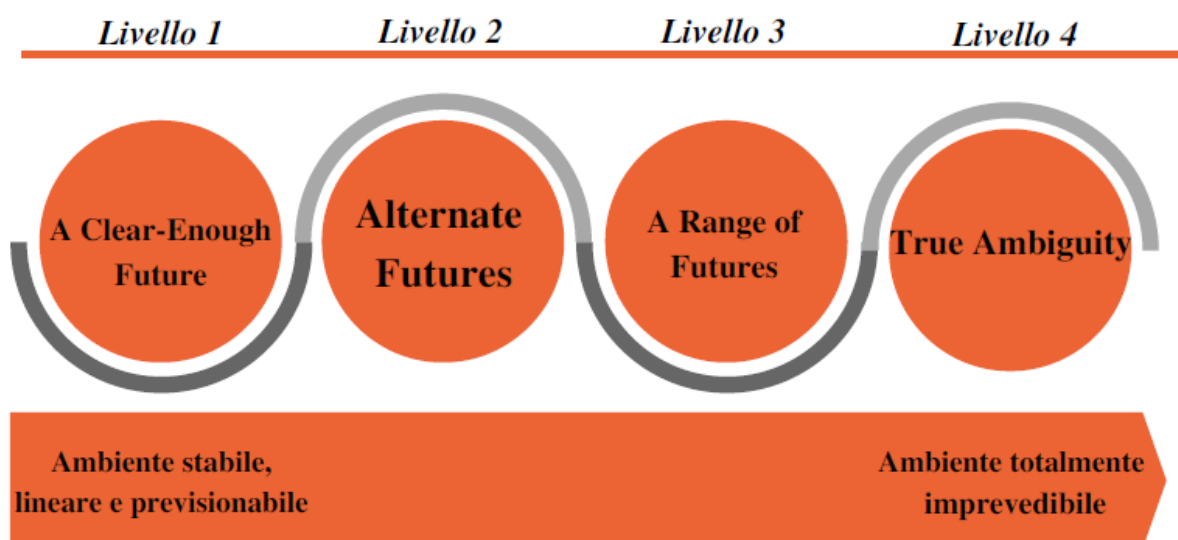 Livello 1
Livello 2
Livello 3
Livello 4
A Clear-Enough
Future
Alternate
Futures
A Range of
Futures
True Ambiguity
Ambiente stabile,
lineare e previsionabile
Ambiente totalmente
imprevedibile